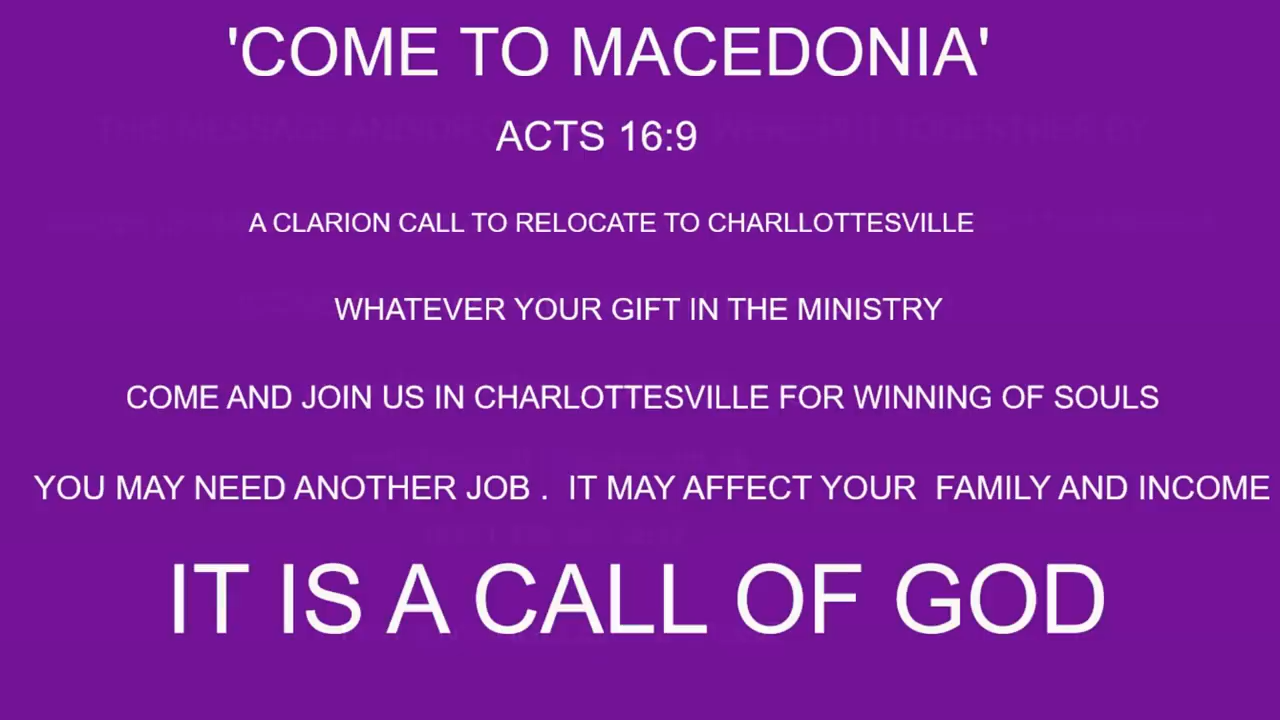 'COME TO MACEDONIA'
ACTS 16:9
A CLARION CALL TO RELOCATE TO CHARLLOTTESVILLE
WHATEVER YOUR GIFT IN THE MINISTRY
COME AND JOIN US IN CHARLOTTESVILLE FOR WINNING OF SOULS
YOU MAY NEED ANOTHER JOB .  IT MAY AFFECT YOUR  FAMILY AND INCOME
IT IS A CALL OF GOD